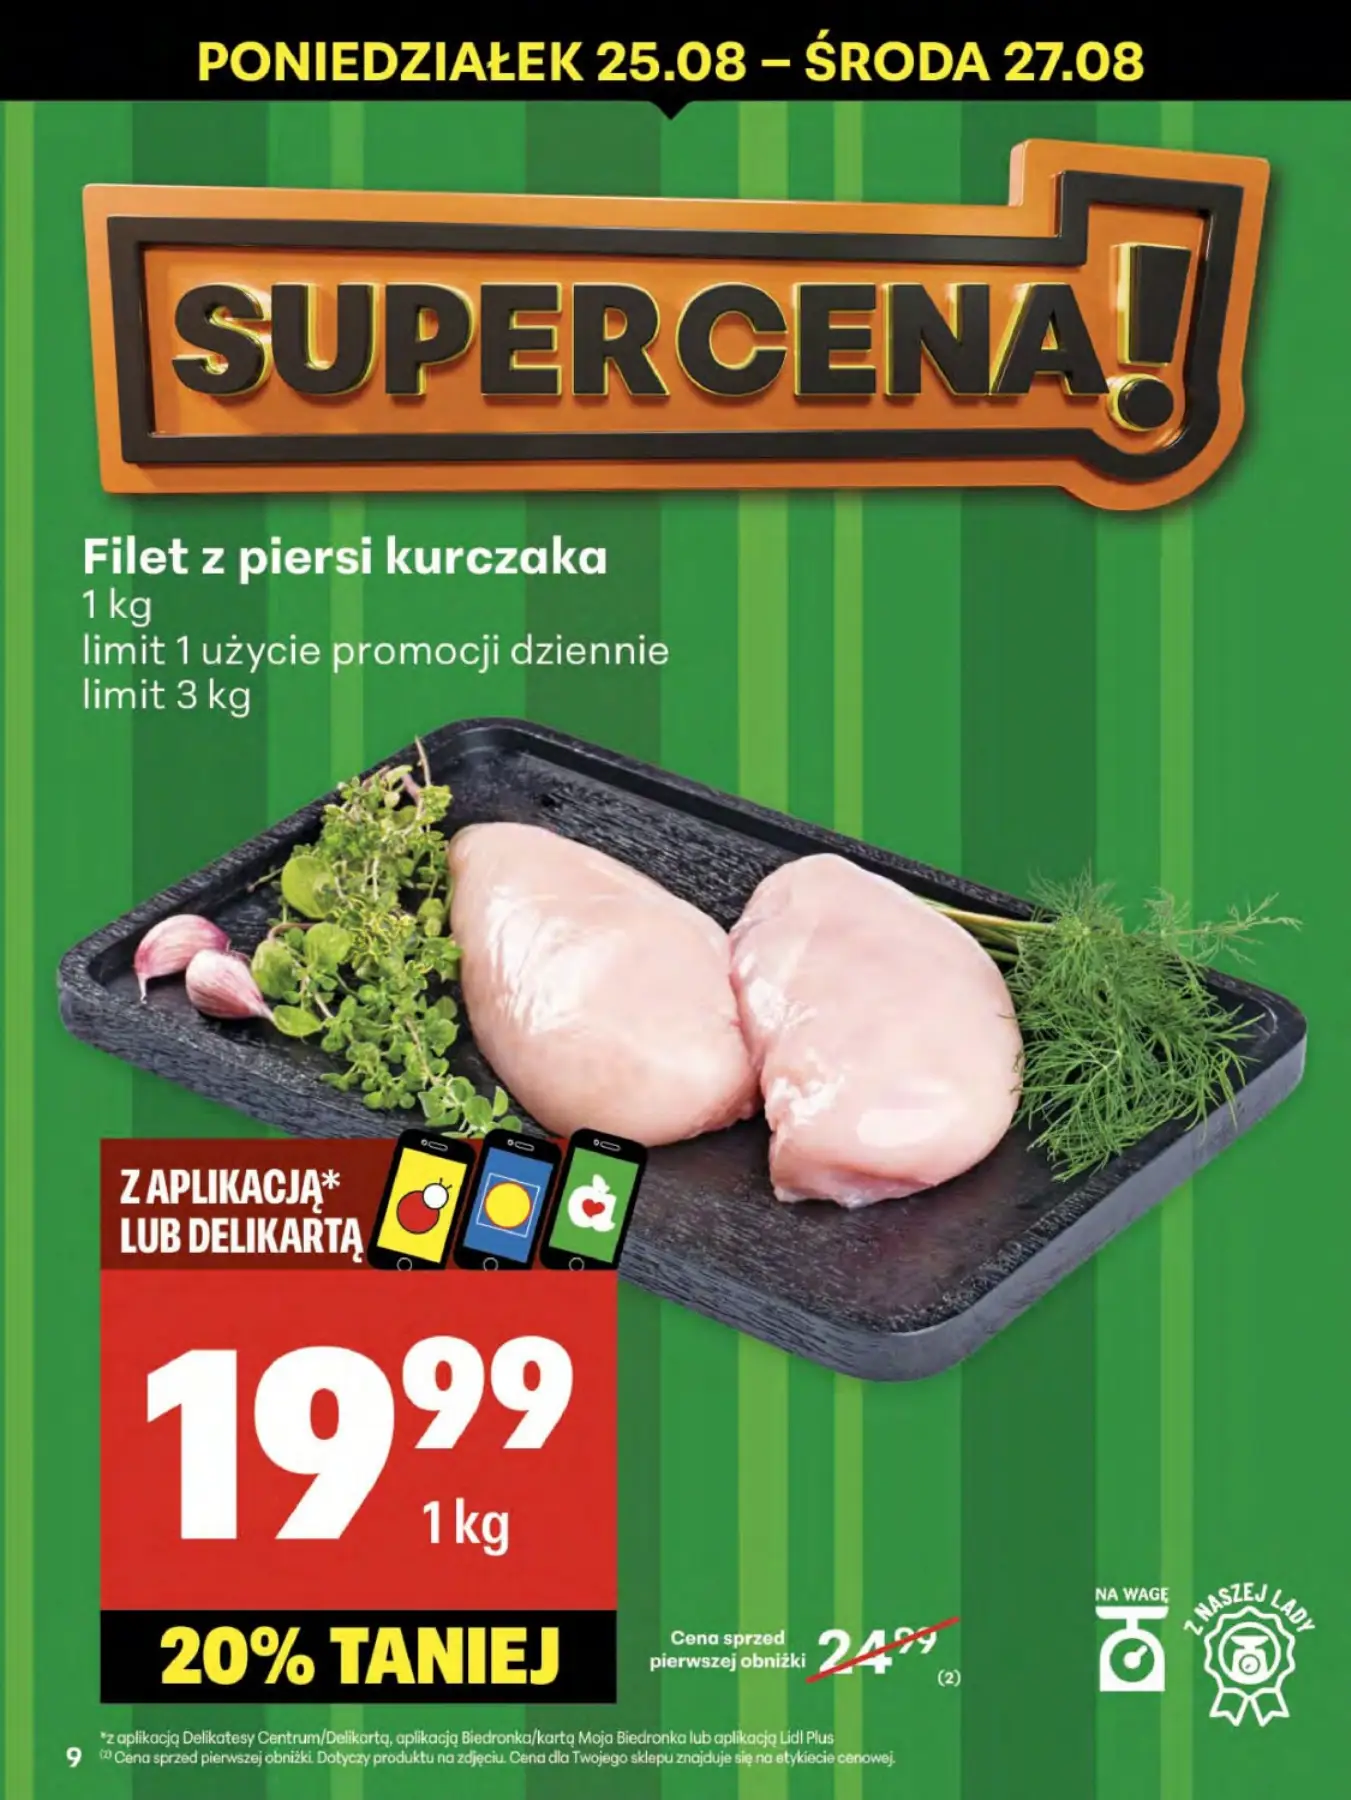 PONIEDZIAŁEK 25.08 – ŚRODA 27.08
SUPERCENA!
Filet z piersi kurczaka
1 kg
limit 1 użycie promocji dziennie
limit 3 kg
Z APLIKACJĄ*
LUB DELIKARTĄ
19 99
1 kg
20% TANIEJ
Cena sprzed
pierwszej obniżki
24 99
(2)
NA WAGĘ
Z NASZEJ LADY
*z aplikacją Delikatesy Centrum/Delikartą, aplikacją Biedronka/kartą Moja Biedronka lub aplikacją Lidl Plus
(2) Cena sprzed pierwszej obniżki. Dotyczy produktu na zdjęciu. Cena dla Twojego sklepu znajduje się na etykiecie cenowej.
9